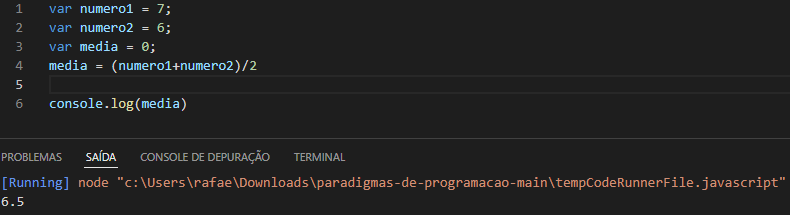 1 var numero1 = 7;
2 var numero2 = 6;
3 var media = 0;
4 media = (numero1+numero2)/2
5
6 console.log(media)
PROBLEMAS SAÍDA CONSOLE DE DEPURAÇÃO TERMINAL
[Running] node "c:\Users\rafae\Downloads\paradigmas-de-programacao-main\tempCodeRunnerFile.javascript"
6.5